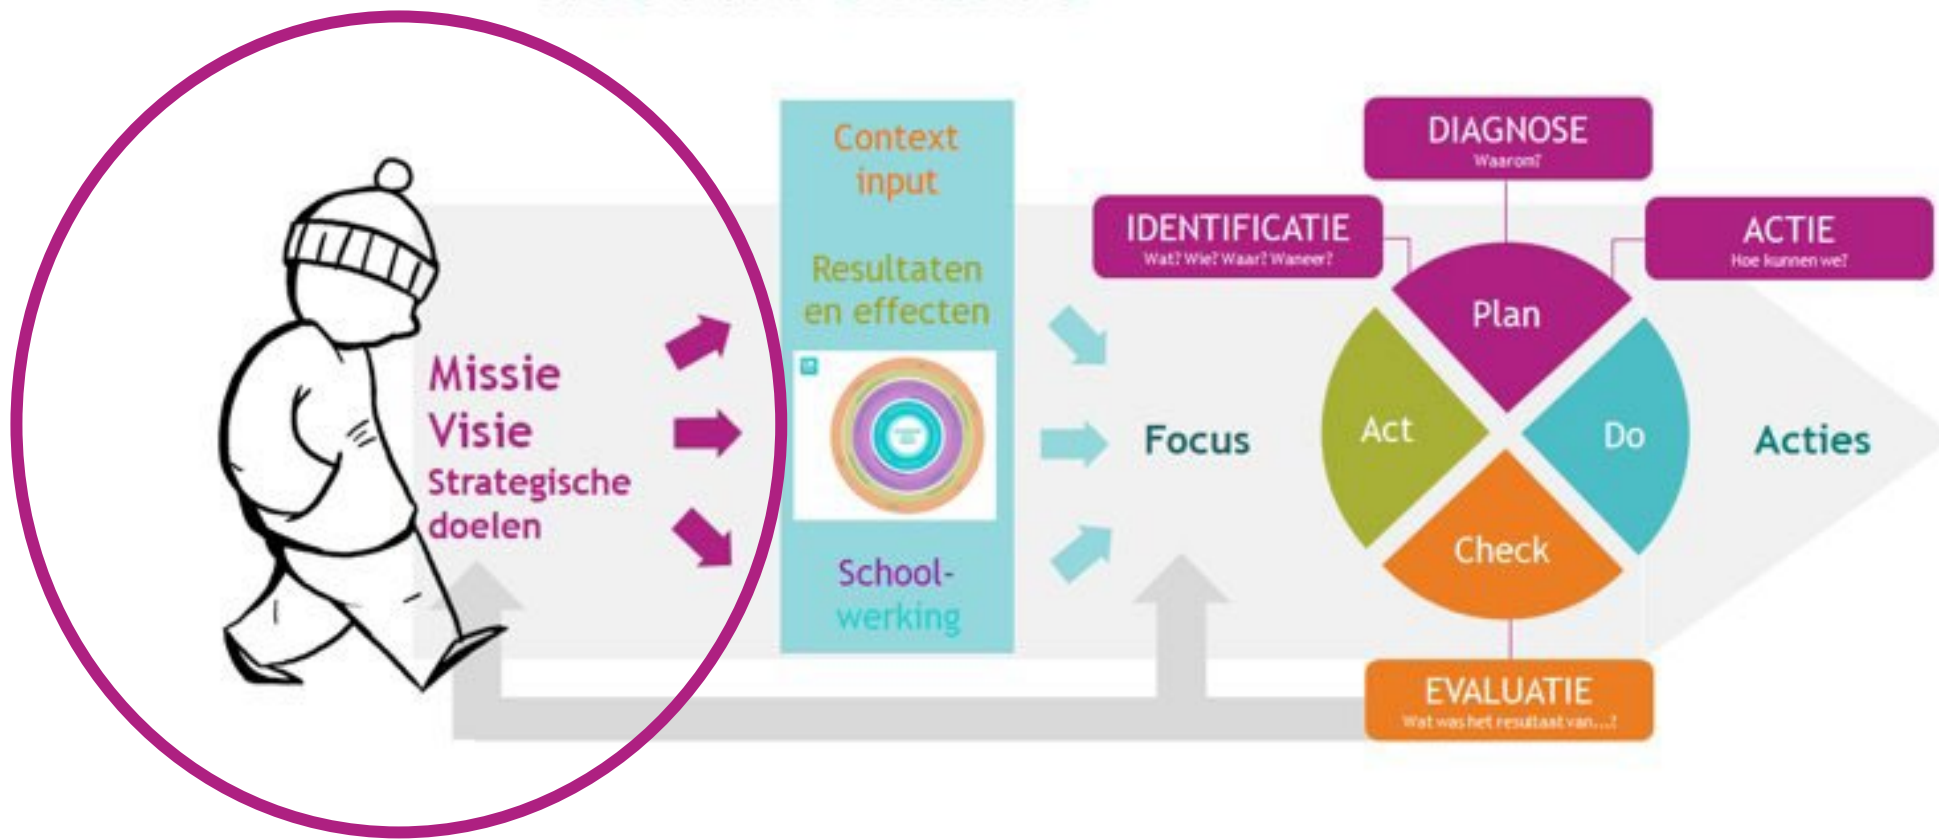 Missie
Visie
Strategische
doelen
Context
input
Resultaten
en effecten
School-
werking
Focus
IDENTIFICATIE
Wat? Wie? Waar? Waneer?
DIAGNOSE
Waarom?
ACTIE
Hoe kunnen we?
Plan
Act
Do
Check
Acties
EVALUATIE
Wat was het resultaat van...?